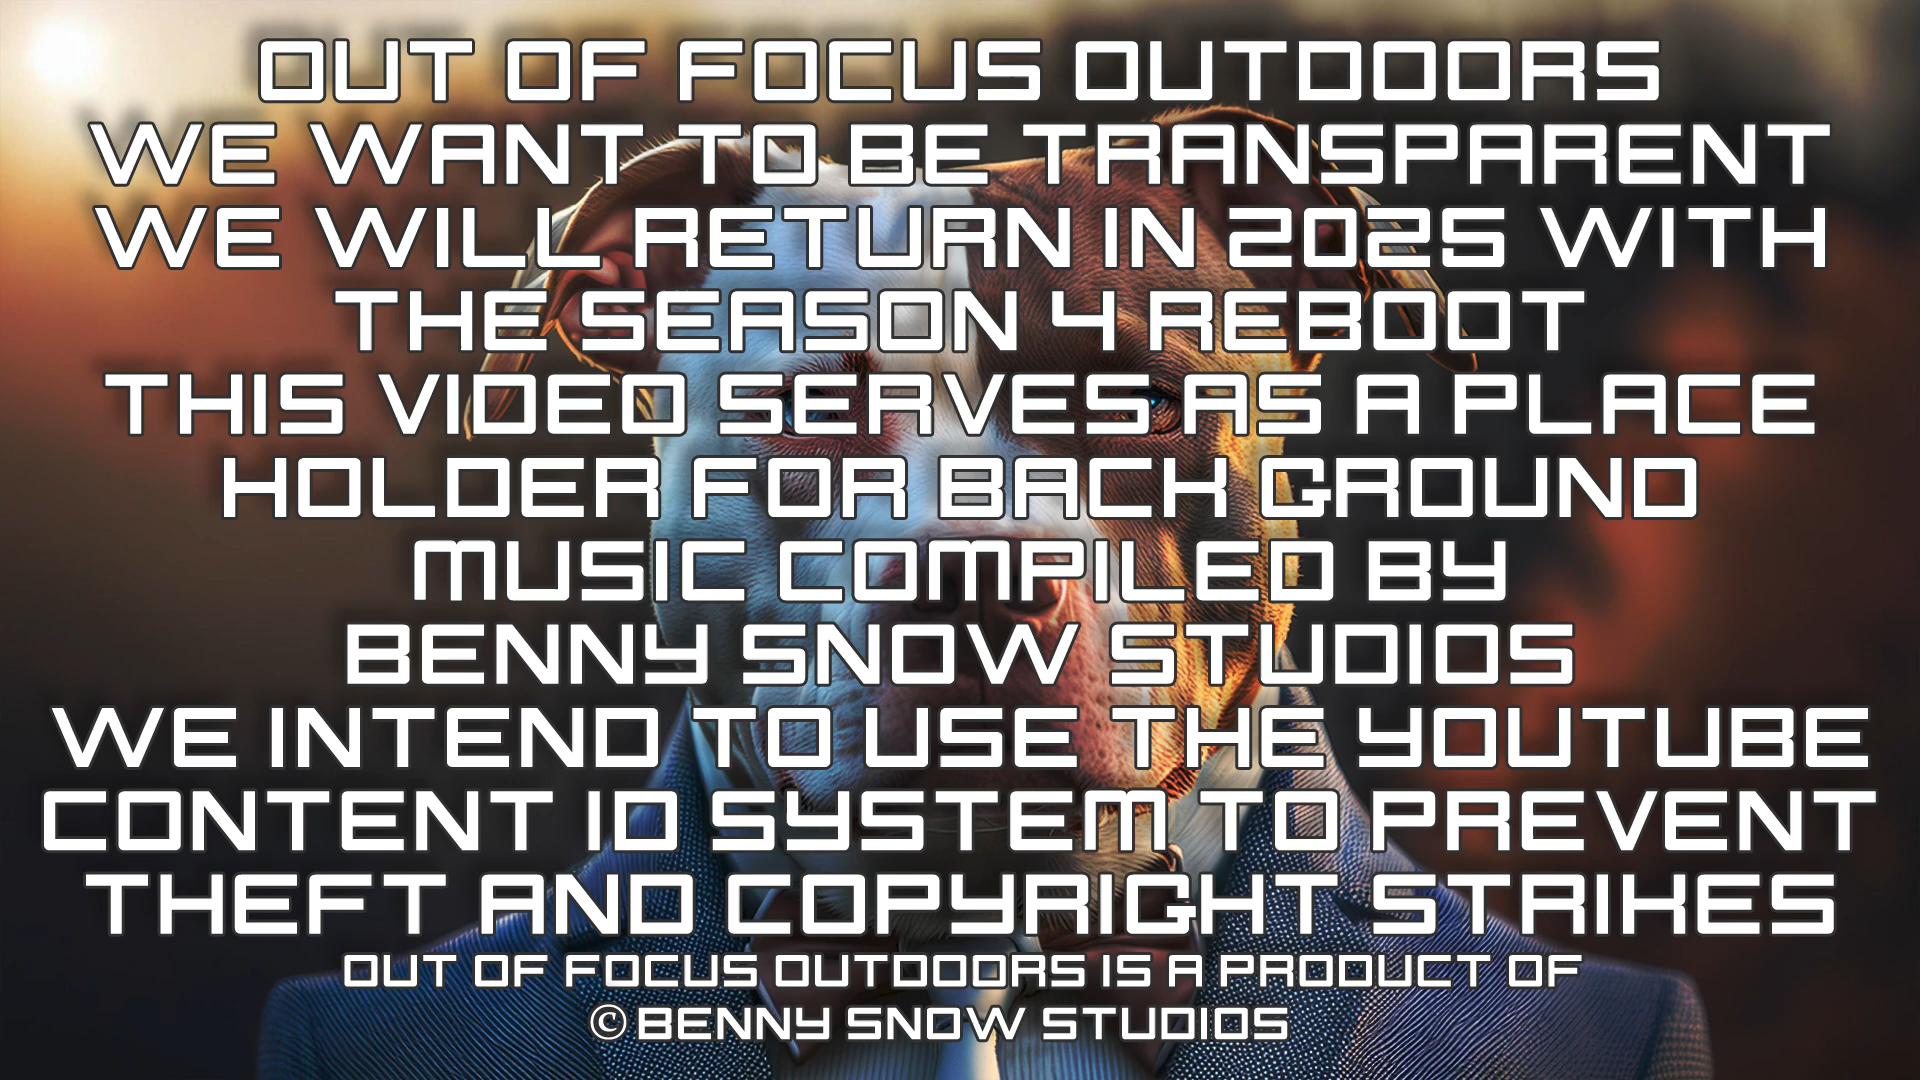 OUT OF FOCUS OUTDOORS
WE WANT TO BE TRANSPARENT
WE WILL RETURN IN 2025 WITH
THE SEASON 4 REBOOT
THIS VIDEO SERVES AS A PLACE
HOLDER FOR BACK GROUND
MUSIC COMPILED BY
BENNY SNOW STUDIOS
WE INTEND TO USE THE YOUTUBE
CONTENT ID SYSTEM TO PREVENT
THEFT AND COPYRIGHT STRIKES
OUT OF FOCUS OUTDOORS IS A PRODUCT OF
©BENNY SNOW STUDIOS